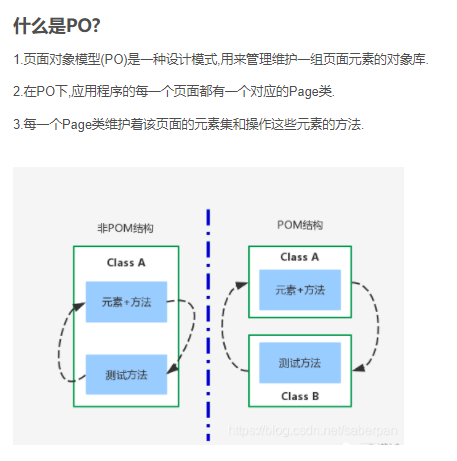 什么是PO?
1.页面对象模型(PO)是一种设计模式,用来管理维护一组页面元素的对象库.
2.在PO下,应用程序的每一个页面都有一个对应的Page类.
3.每一个Page类维护着该页面的元素集和操作这些元素的方法.
非POM结构
POM结构
Class A
元素+方法
测试方法
Class A
元素+方法
测试方法
Class B
https://blog.csdn.net/saberpan